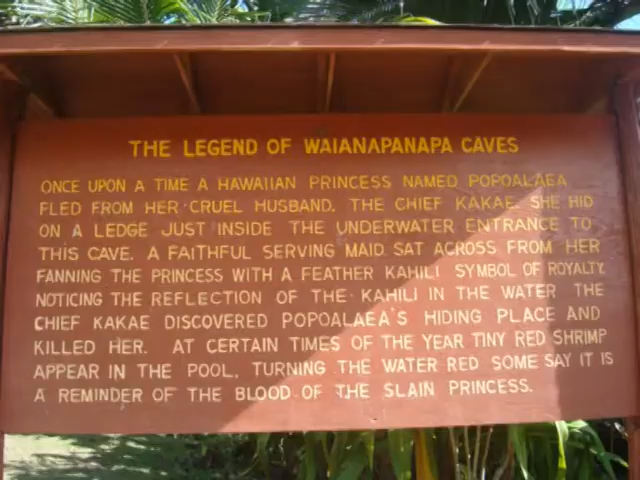 THE LEGEND OF WAIANAPANAPA CAVES
ONCE UPON A TIME A HAWAIIAN PRINCESS NAMED POPOALAEA
FLED FROM HER CRUEL HUSBAND, THE CHIEF KAKAE. SHE HID
ON A LEDGE JUST INSIDE THE UNDERWATER ENTRANCE TO
THIS CAVE. A FAITHFUL SERVING MAID SAT ACROSS FROM HER
FANNING THE PRINCESS WITH A FEATHER KAHILI SYMBOL OF ROYALTY.
NOTICING THE REFLECTION OF THE KAHILI IN THE WATER THE
CHIEF KAKAE DISCOVERED POPOALAEA'S HIDING PLACE AND
KILLED HER. AT CERTAIN TIMES OF THE YEAR TINY RED SHRIMP
APPEAR IN THE POOL, TURNING THE WATER RED SOME SAY IT IS
A REMINDER OF THE BLOOD OF THE SLAIN PRINCESS.